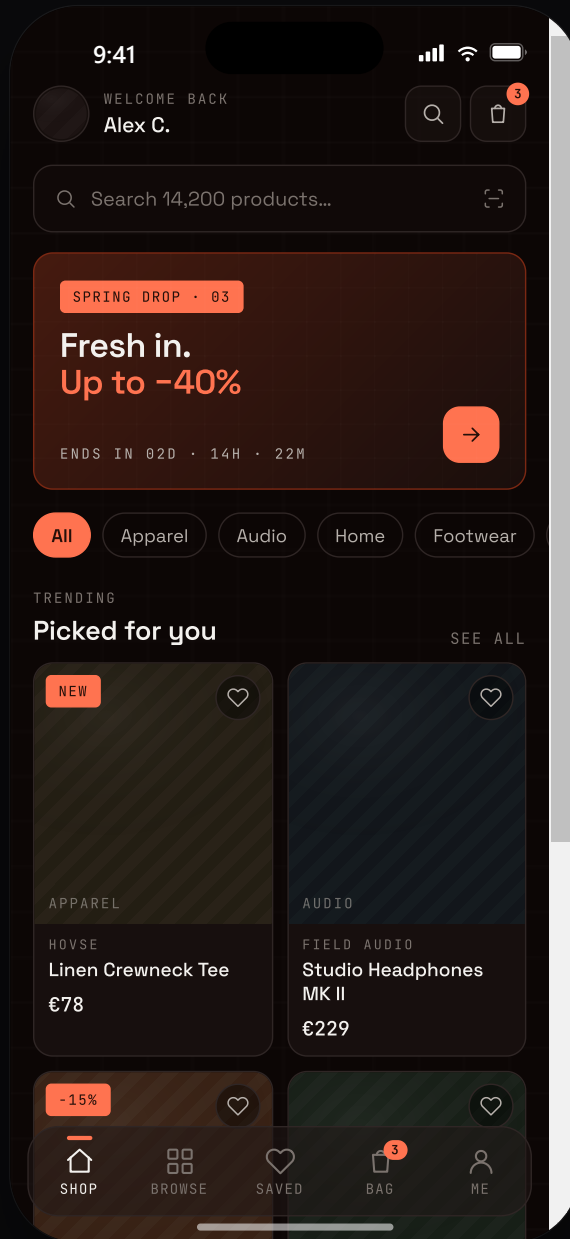 9:41
WELCOME BACK
Alex C.
3
Search 14,200 products...
SPRING DROP · 03
Fresh in.
Up to −40%
ENDS IN 02D · 14H · 22M
All Apparel Audio Home Footwear
TRENDING
Picked for you
SEE ALL
NEW
APPAREL
HOVSE
Linen Crewneck Tee
€78
AUDIO
FIELD AUDIO
Studio Headphones
MK II
€229
-15%
3
SHOP BROWSE SAVED BAG ME